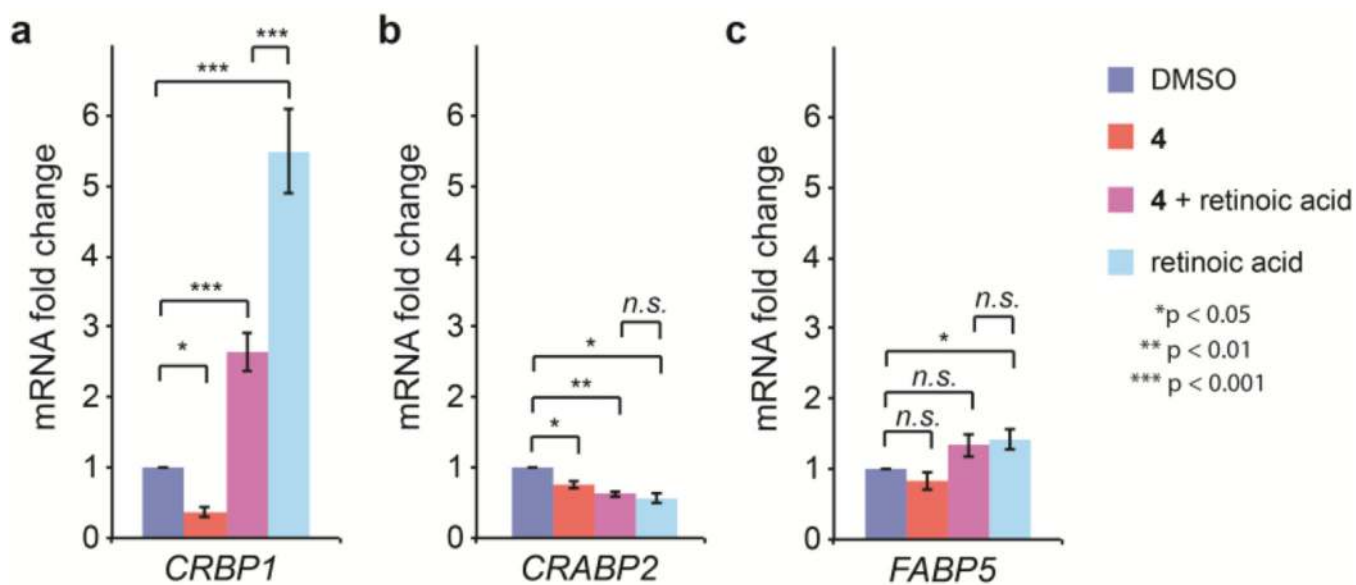 a
mRNA fold change
6
5
4
3
2
1
0
***
***
***
*
CRBP1
b
mRNA fold change
6
5
4
3
2
1
0
n.s.
*
**
*
CRABP2
c
mRNA fold change
6
5
4
3
2
1
0
n.s.
*
n.s.
n.s.
FABP5
DMSO
4
4 + retinoic acid
retinoic acid
*p < 0.05
** p < 0.01
*** p < 0.001